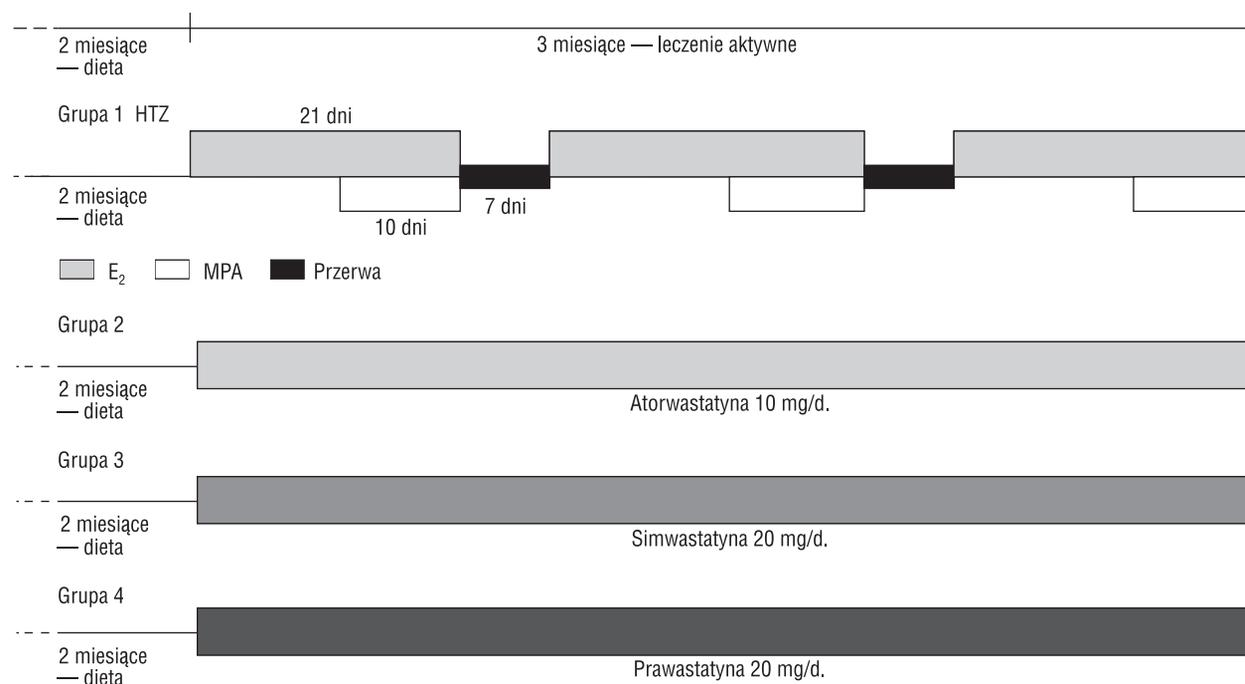 2 miesiące
— dieta
3 miesiące — leczenie aktywne
Grupa 1 HTZ
21 dni
2 miesiące
— dieta
7 dni
10 dni
E₂
MPA
Przerwa
Grupa 2
2 miesiące
— dieta
Atorwastatyna 10 mg/d.
Grupa 3
2 miesiące
— dieta
Simwastatyna 20 mg/d.
Grupa 4
2 miesiące
— dieta
Prawastatyna 20 mg/d.